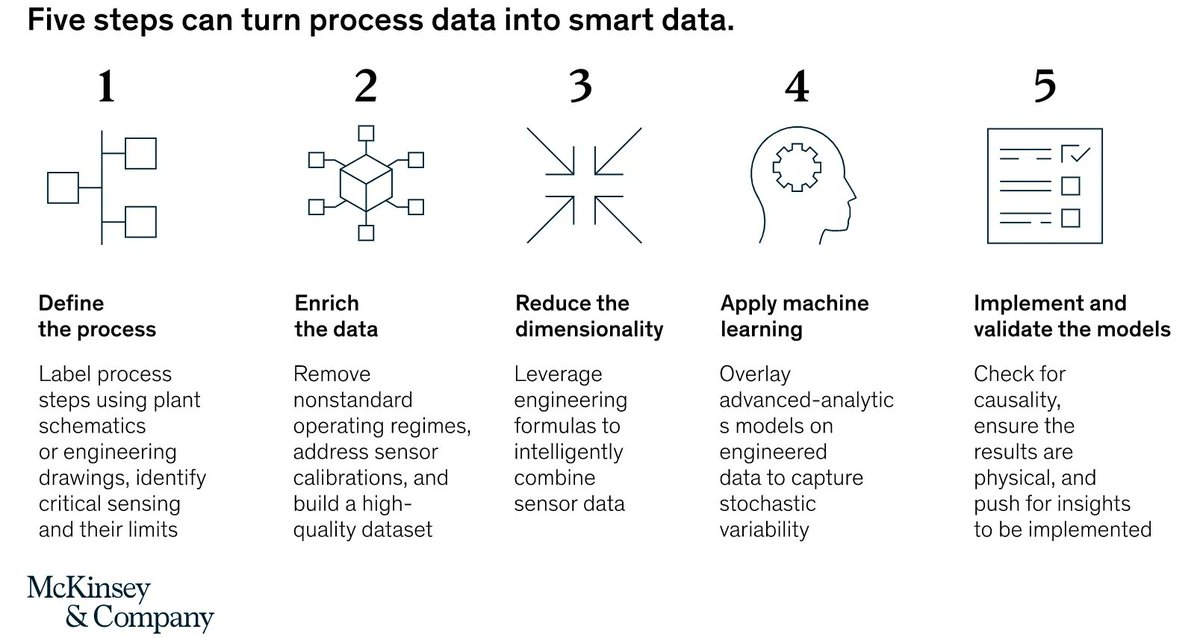 Five steps can turn process data into smart data.
1
2
3
4
5
Define
the process
Label process
steps using plant
schematics
or engineering
drawings, identify
critical sensing
and their limits
Enrich
the data
Remove
nonstandard
operating regimes,
address sensor
calibrations, and
build a high-
quality dataset
Reduce the
dimensionality
Leverage
engineering
formulas to
intelligently
combine
sensor data
Apply machine
learning
Overlay
advanced-analytic
s models on
engineered
data to capture
stochastic
variability
Implement and
validate the models
Check for
causality,
ensure the
results are
physical, and
push for insights
to be implemented
McKinsey
& Company